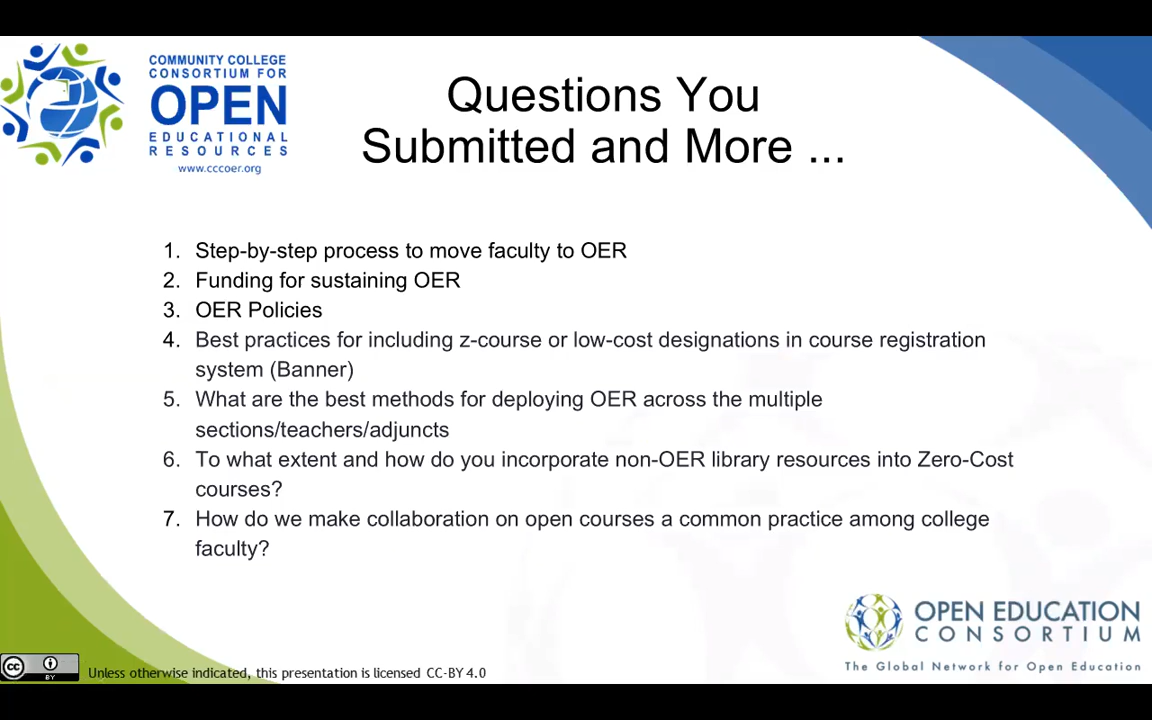 COMMUNITY COLLEGE
CONSORTIUM FOR
OPEN
EDUCATIONAL
RESOURCES
www.cccoer.org
Questions You
Submitted and More ...
1. Step-by-step process to move faculty to OER
2. Funding for sustaining OER
3. OER Policies
4. Best practices for including z-course or low-cost designations in course registration
system (Banner)
5. What are the best methods for deploying OER across the multiple
sections/teachers/adjuncts
6. To what extent and how do you incorporate non-OER library resources into Zero-Cost
courses?
7. How do we make collaboration on open courses a common practice among college
faculty?
OPEN EDUCATION
CONSORTIUM
The Global Network for Open Education
cc
BY
Unless otherwise indicated, this presentation is licensed CC-BY 4.0